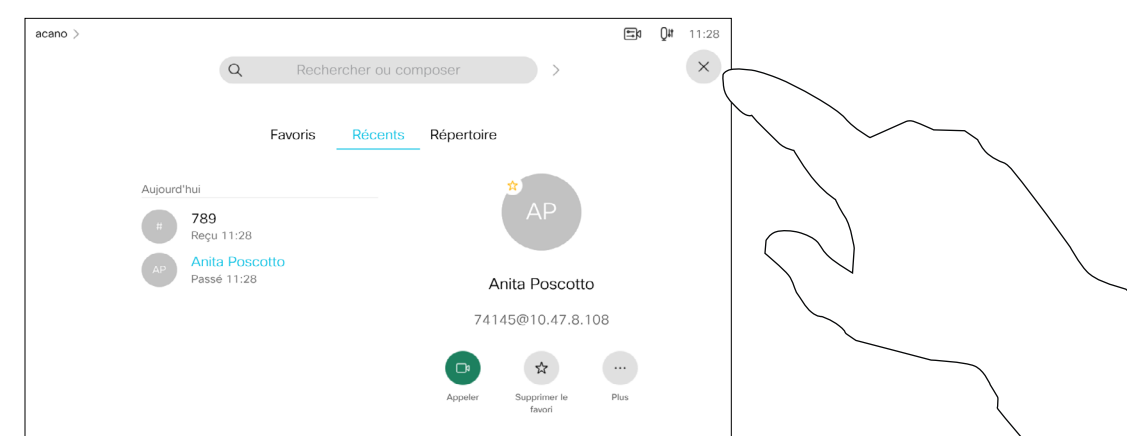 acano >
11:28
Rechercher ou composer
Favoris Récents Répertoire
Aujourd'hui
#
789
Reçu 11:28
AP
Anita Poscotto
Passé 11:28
AP
Anita Poscotto
74145@10.47.8.108
Appeler
Supprimer le
favori
Plus